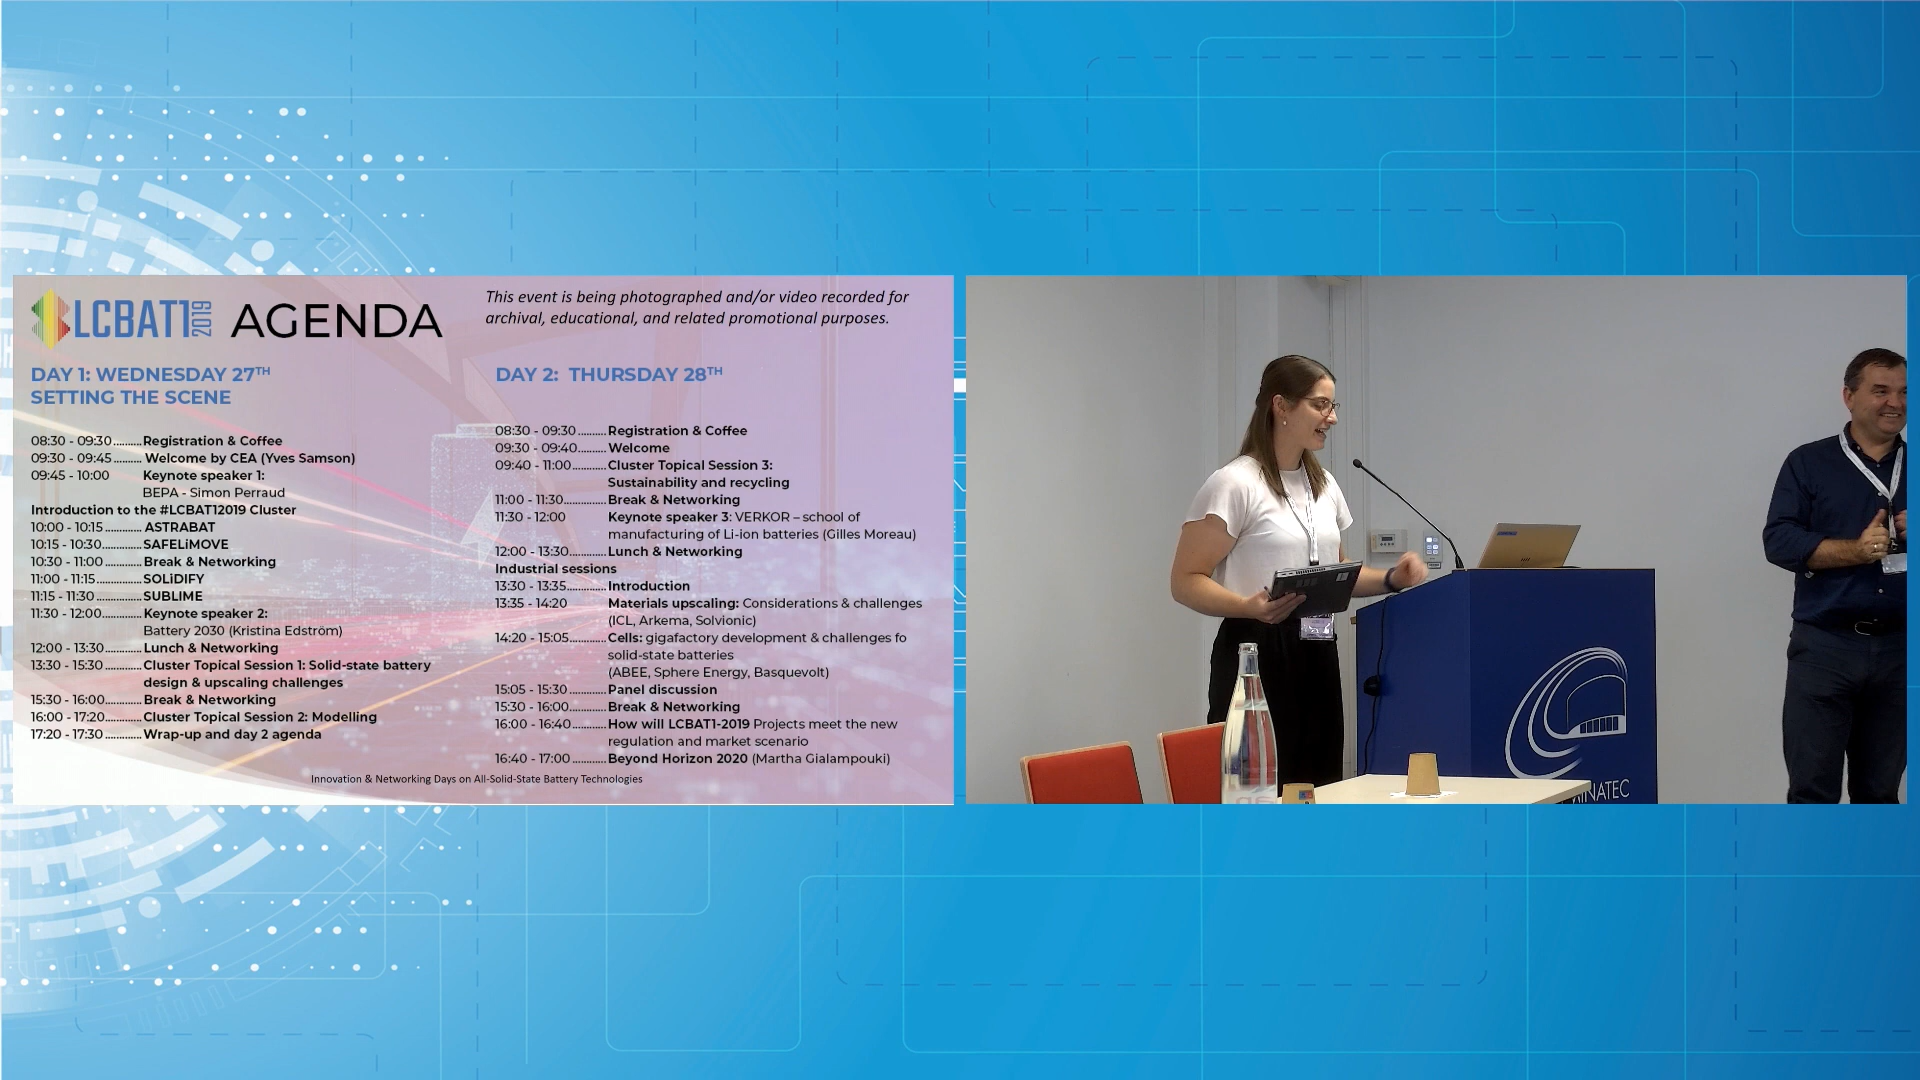 LCBAT1 2019 AGENDA
This event is being photographed and/or video recorded for
archival, educational, and related promotional purposes.
DAY 1: WEDNESDAY 27TH
SETTING THE SCENE
08:30 - 09:30.........Registration & Coffee
09:30 - 09:45......... Welcome by CEA (Yves Samson)
09:45 - 10:00 Keynote speaker 1:
BEPA - Simon Perraud
Introduction to the #LCBAT12019 Cluster
10:00 - 10:15............ ASTRABAT
10:15 - 10:30............SAFELiMOVE
10:30 - 11:00............Break & Networking
11:00 - 11:15..............SOLiDIFY
11:15 - 11:30............SUBLIME
11:30 - 12:00............Keynote speaker 2:
Battery 2030 (Kristina Edström)
12:00 - 13:30............Lunch & Networking
13:30 - 15:30............Cluster Topical Session 1: Solid-state battery
design & upscaling challenges
15:30 - 16:00............Break & Networking
16:00 - 17:20............Cluster Topical Session 2: Modelling
17:20 - 17:30............Wrap-up and day 2 agenda
DAY 2: THURSDAY 28TH
08:30 - 09:30.........Registration & Coffee
09:30 - 09:40.........Welcome
09:40 - 11:00...........Cluster Topical Session 3:
Sustainability and recycling
11:00 - 11:30..............Break & Networking
11:30 - 12:00 Keynote speaker 3: VERKOR – school of
manufacturing of Li-ion batteries (Gilles Moreau)
12:00 - 13:30............Lunch & Networking
Industrial sessions
13:30 - 13:35.............Introduction
13:35 - 14:20 Materials upscaling: Considerations & challenges
(ICL, Arkema, Solvionic)
14:20 - 15:05............Cells: gigafactory development & challenges fo
solid-state batteries
(ABEE, Sphere Energy, Basquevolt)
15:05 - 15:30............Panel discussion
15:30 - 16:00............Break & Networking
16:00 - 16:40............How will LCBAT1-2019 Projects meet the new
regulation and market scenario
16:40 - 17:00...........Beyond Horizon 2020 (Martha Gialampouki)
Innovation & Networking Days on All-Solid-State Battery Technologies
INATEC